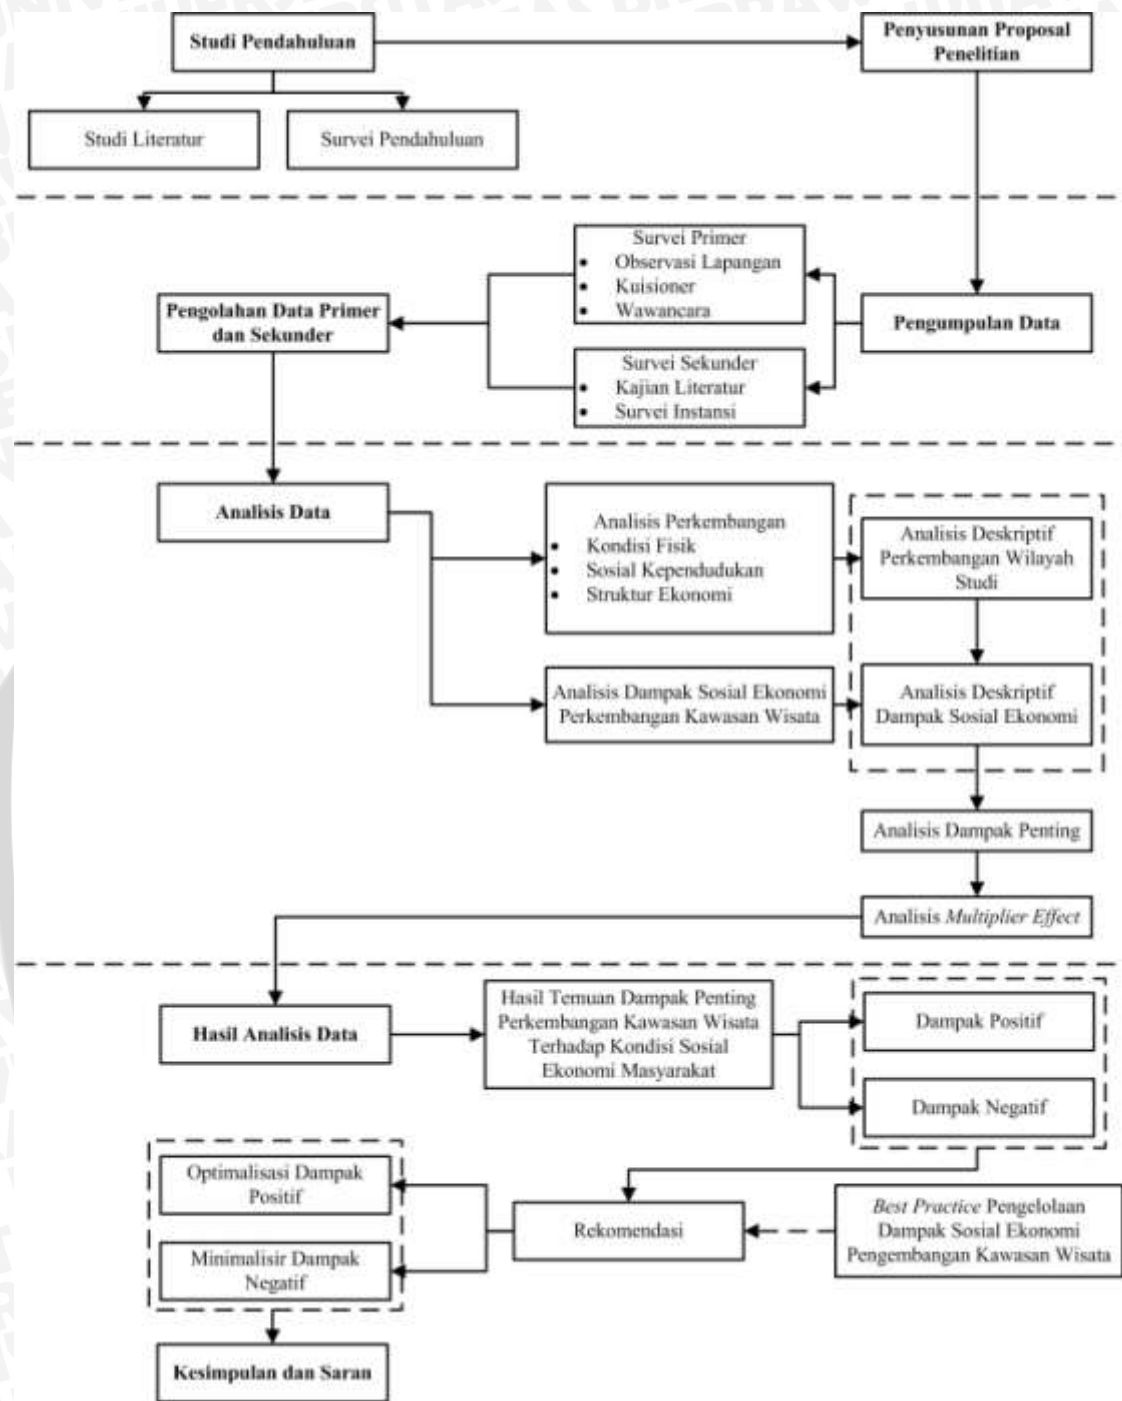 Studi Pendahuluan
Penyusunan Proposal
Penelitian
Studi Literatur
Survei Pendahuluan
Survei Primer
• Observasi Lapangan
• Kuisioner
• Wawancara
Pengolahan Data Primer
dan Sekunder
Pengumpulan Data
Survei Sekunder
• Kajian Literatur
• Survei Instansi
Analisis Data
Analisis Perkembangan
• Kondisi Fisik
• Sosial Kependudukan
• Struktur Ekonomi
Analisis Deskriptif
Perkembangan Wilayah
Studi
Analisis Dampak Sosial Ekonomi
Perkembangan Kawasan Wisata
Analisis Deskriptif
Dampak Sosial Ekonomi
Analisis Dampak Penting
Analisis Multiplier Effect
Hasil Analisis Data
Hasil Temuan Dampak Penting
Perkembangan Kawasan Wisata
Terhadap Kondisi Sosial
Ekonomi Masyarakat
Dampak Positif
Dampak Negatif
Optimalisasi Dampak
Positif
Rekomendasi
Best Practice Pengelolaan
Dampak Sosial Ekonomi
Pengembangan Kawasan Wisata
Minimalisir Dampak
Negatif
Kesimpulan dan Saran